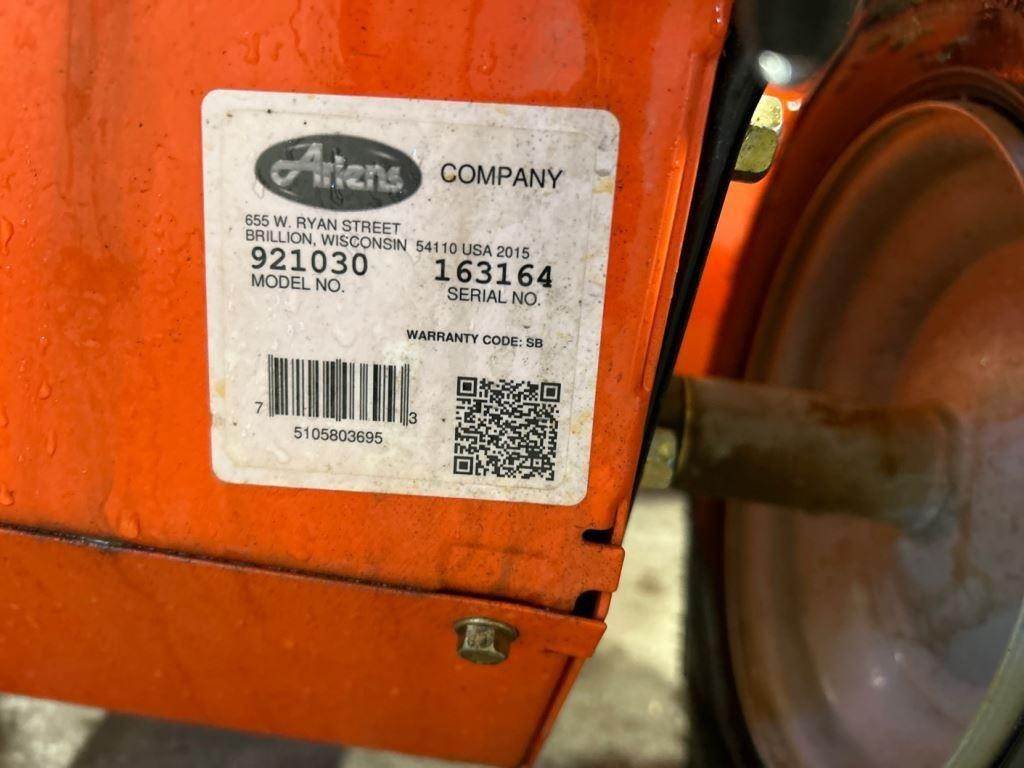 Ariens COMPANY
655 W. RYAN STREET
BRILLION, WISCONSIN 54110 USA 2015
921030 163164
MODEL NO. SERIAL NO.
WARRANTY CODE: SB
7 3
5105803695